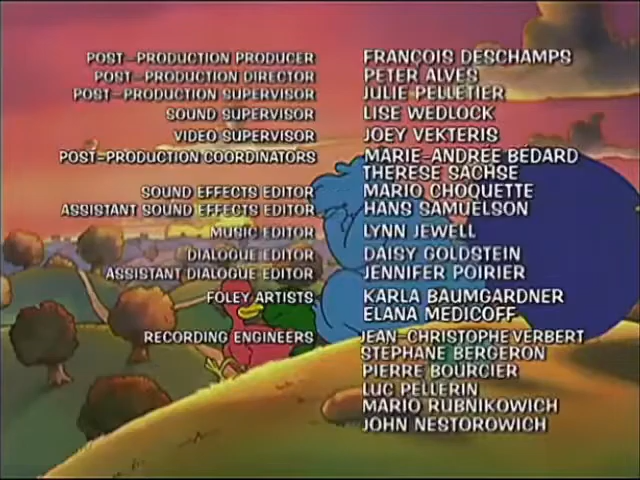 POST-PRODUCTION PRODUCER FRANÇOIS DESCHAMPS
POST-PRODUCTION DIRECTOR PETER ALVES
POST-PRODUCTION SUPERVISOR JULIE PELLETIER
SOUND SUPERVISOR LISE WEDLOCK
VIDEO SUPERVISOR JOEY VEKTERIS
POST-PRODUCTION COORDINATORS MARIE-ANDRÉE BÉDARD
THERESE SACHSE
SOUND EFFECTS EDITOR MARIO CHOQUETTE
ASSISTANT SOUND EFFECTS EDITOR HANS SAMUELSON
MUSIC EDITOR LYNN JEWELL
DIALOGUE EDITOR DAISY GOLDSTEIN
ASSISTANT DIALOGUE EDITOR JENNIFER POIRIER
FOLEY ARTISTS KARLA BAUMGARDNER
ELANA MEDICOFF
RECORDING ENGINEERS JEAN-CHRISTOPHE VERBERT
STEPHANE BERGERON
PIERRE BOURCIER
LUC PELLERIN
MARIO RUBNIKOWICH
JOHN NESTOROWICH